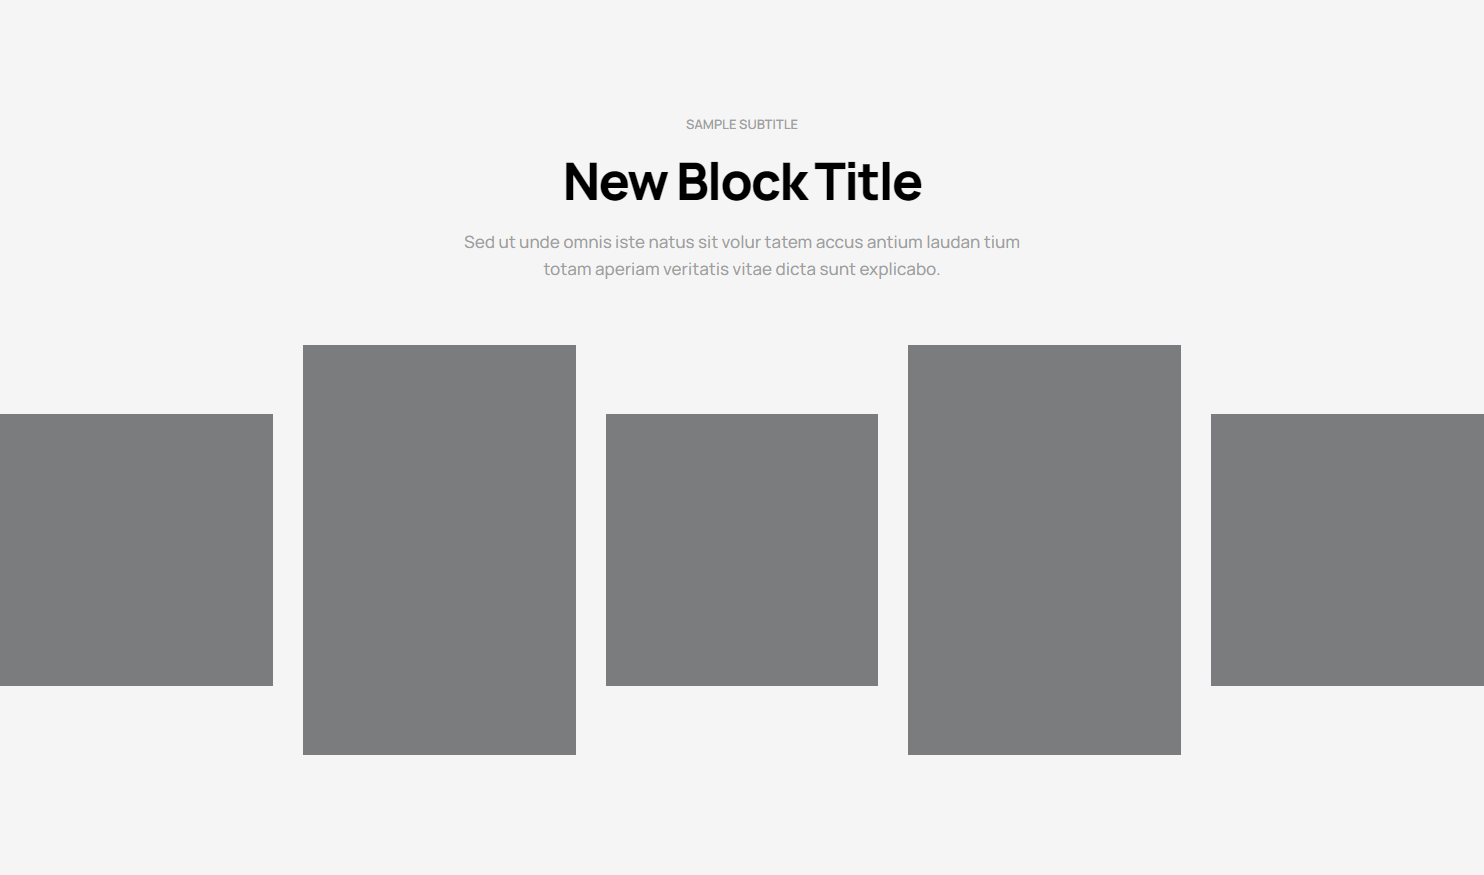 SAMPLE SUBTITLE
New Block Title
Sed ut unde omnis iste natus sit volur tatem accus antium laudan tium
totam aperiam veritatis vitae dicta sunt explicabo.